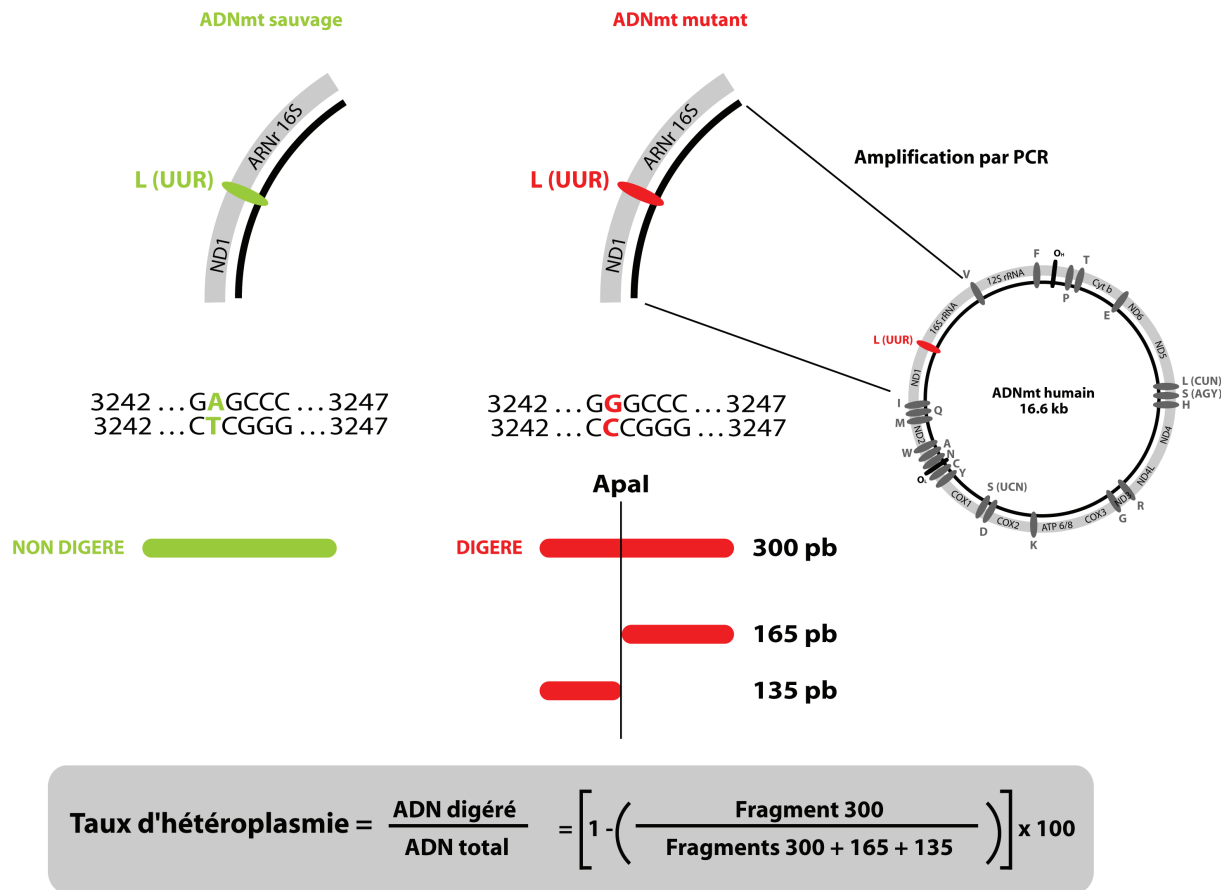 ADNmt sauvage
ADNmt mutant
ARNr 16S
L (UUR)
ND1
ARNr 16S
L (UUR)
ND1
Amplification par PCR
3242 ...GAGCCC ...3247
3242 ...CTCGGG ...3247
3242 ...GGGCCC ...3247
3242 ...CCCGGG ...3247
ADNmt humain
16.6 kb
V
12S rRNA
F
OH
P
T
Cyt b
E
ND6
ND5
L (CUN)
S (AGY)
H
ND4
ND4L
R
ND3
G
COX3
ATP 6/8
K
COX2
D
S (UCN)
COX1
Y
C
N
A
OL
W
ND2
M
Q
I
ND1
L (UUR)
16S rRNA
ApaI
NON DIGERE
DIGERE
300 pb
165 pb
135 pb
Taux d'hétéroplasmie = ADN digéré / ADN total = [1 -( Fragment 300 / Fragments 300 + 165 + 135 )] x 100